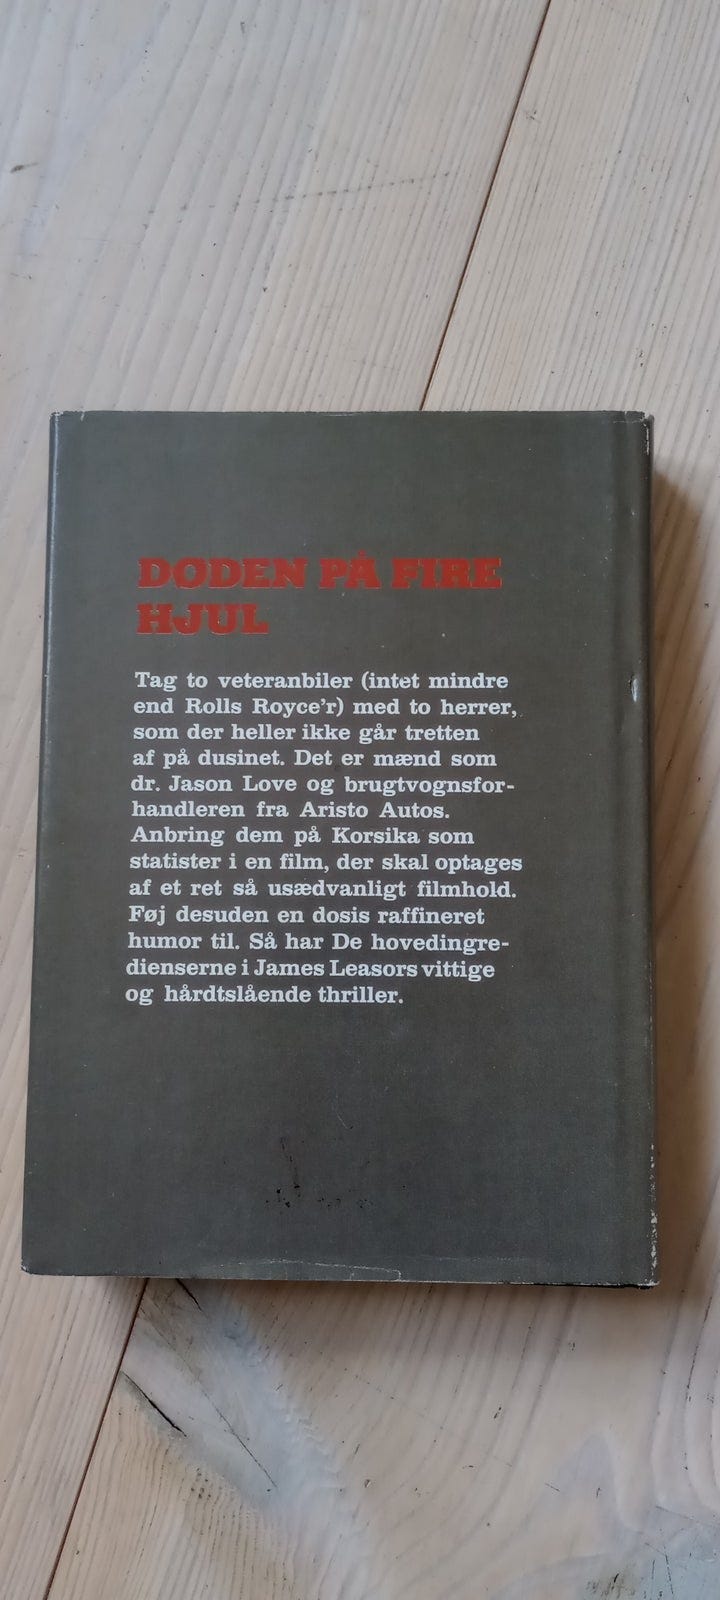 DØDEN PÅ FIRE
HJUL
Tag to veteranbiler (intet mindre
end Rolls Royce'r) med to herrer,
som der heller ikke går tretten
af på dusinet. Det er mænd som
dr. Jason Love og brugtvognsfor-
handleren fra Aristo Autos.
Anbring dem på Korsika som
statister i en film, der skal optages
af et ret så usædvanligt filmhold.
Føj desuden en dosis raffineret
humor til. Så har De hovedingre-
dienserne i James Leasors vittige
og hårdtslående thriller.